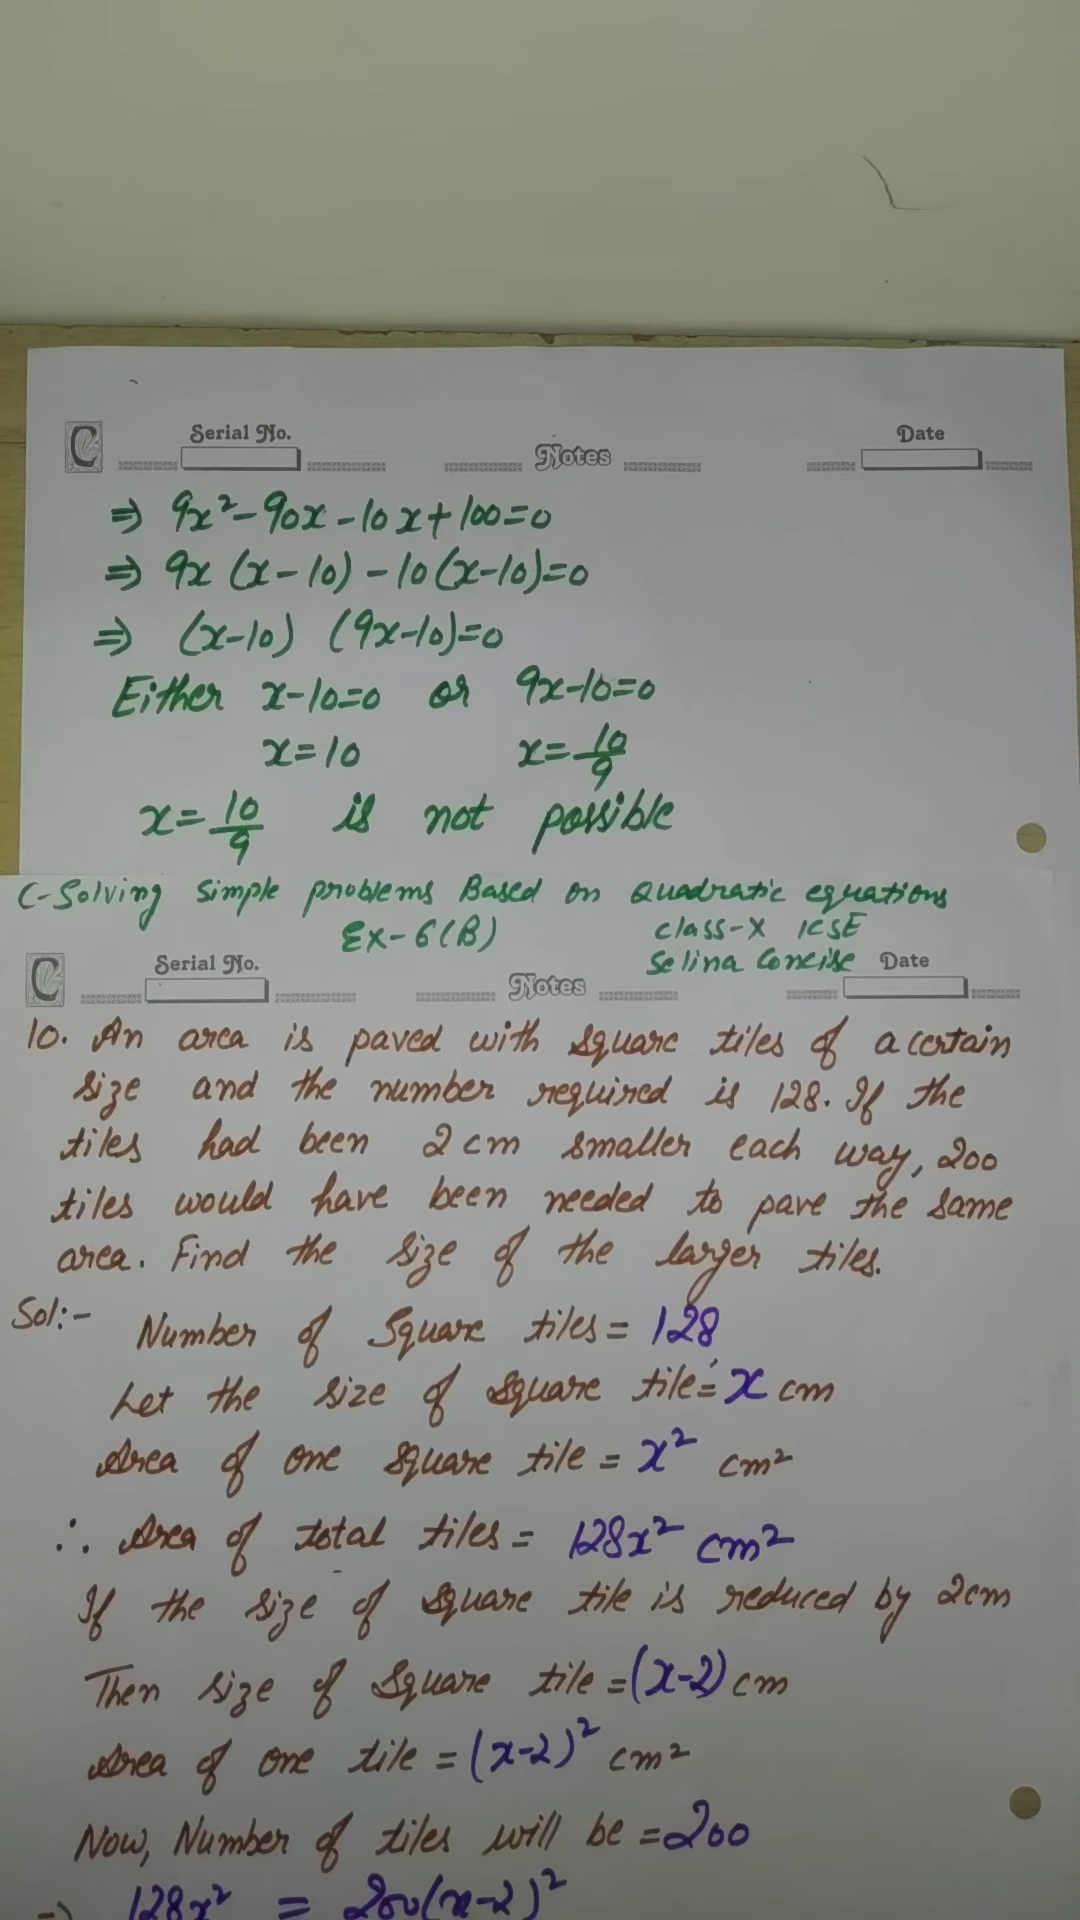 C Serial No. Notes Date
⇒ 9x²-90x-10x+100=0
⇒ 9x (x-10)-10(x-10)=0
⇒ (x-10) (9x-10)=0
Either x-10=0 or 9x-10=0
x=10 x=10/9
x=10/9 is not possible
C-Solving simple problems Based on Quadratic equations
Ex-6(B) class-X ICSE
Selina Concise
C Serial No. Notes Date
10. An area is paved with square tiles of a certain
size and the number required is 128. If the
tiles had been 2cm smaller each way, 200
tiles would have been needed to pave the same
area. Find the size of the larger tiles.
Sol:- Number of Square tiles = 128
Let the size of square tile = x cm
Area of one square tile = x² cm²
∴ Area of total tiles = 128x² cm²
If the size of square tile is reduced by 2cm
Then size of Square tile = (x-2) cm
Area of one tile = (x-2)² cm²
Now, Number of tiles will be = 200
⇒ 128x² = 200(x-2)²